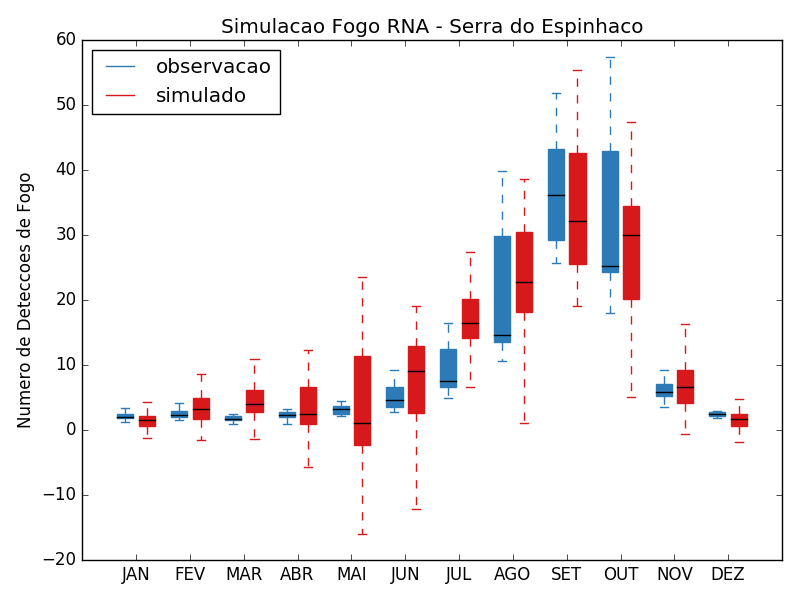 Simulacao Fogo RNA - Serra do Espinhaco
observacao
simulado
Numero de Deteccoes de Fogo
60
50
40
30
20
10
0
−10
−20
JAN FEV MAR ABR MAI JUN JUL AGO SET OUT NOV DEZ